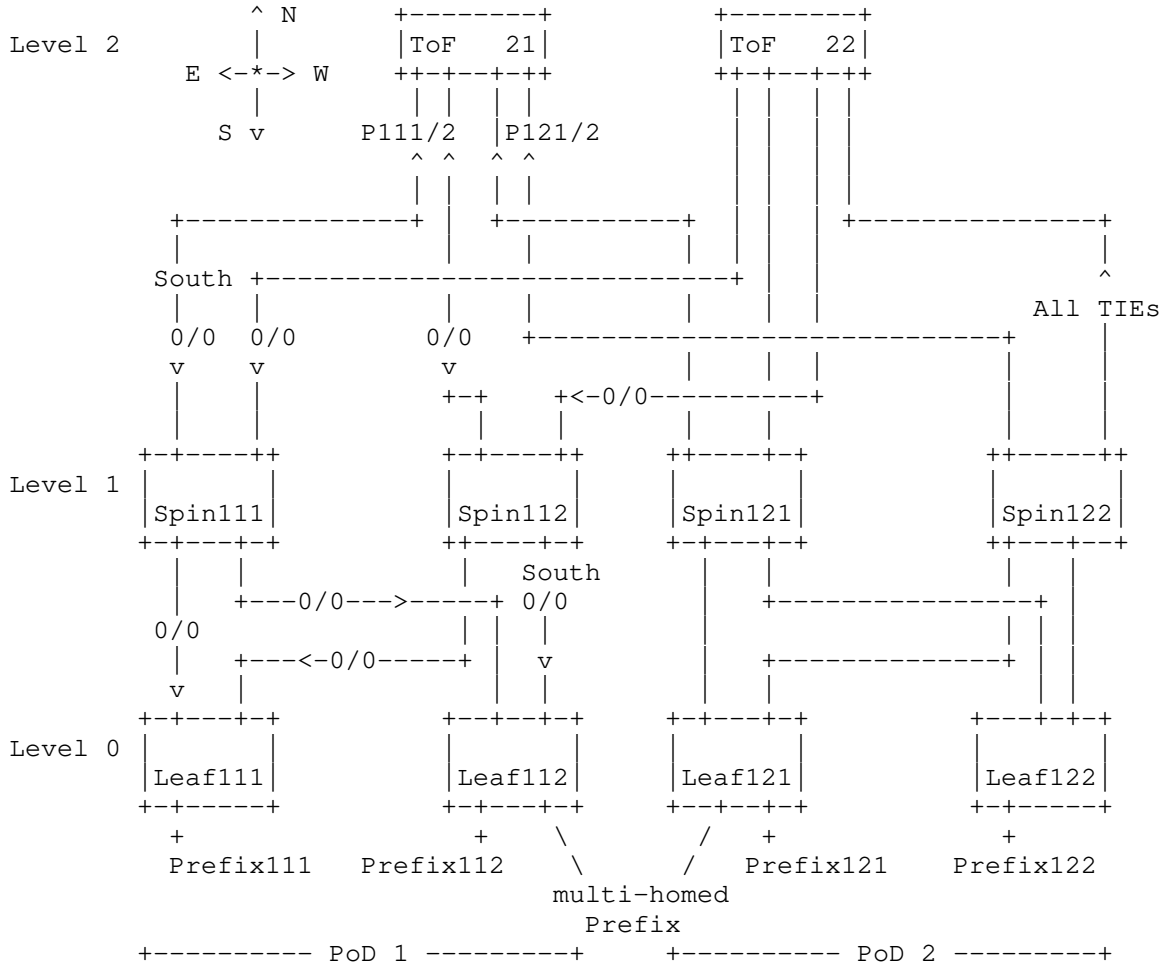 ^ N
Level 2 ToF 21 ToF 22
E <-*-> W
S v P111/2 P121/2
^ ^ ^ ^
South ^
All TIEs
0/0 0/0 0/0
v v v
<-0/0
Level 1
Spin111 Spin112 Spin121 Spin122
South
0/0 > 0/0
0/0
<-0/0 v
v
Level 0
Leaf111 Leaf112 Leaf121 Leaf122
Prefix111 Prefix112 Prefix121 Prefix122
multi-homed
Prefix
PoD 1 PoD 2